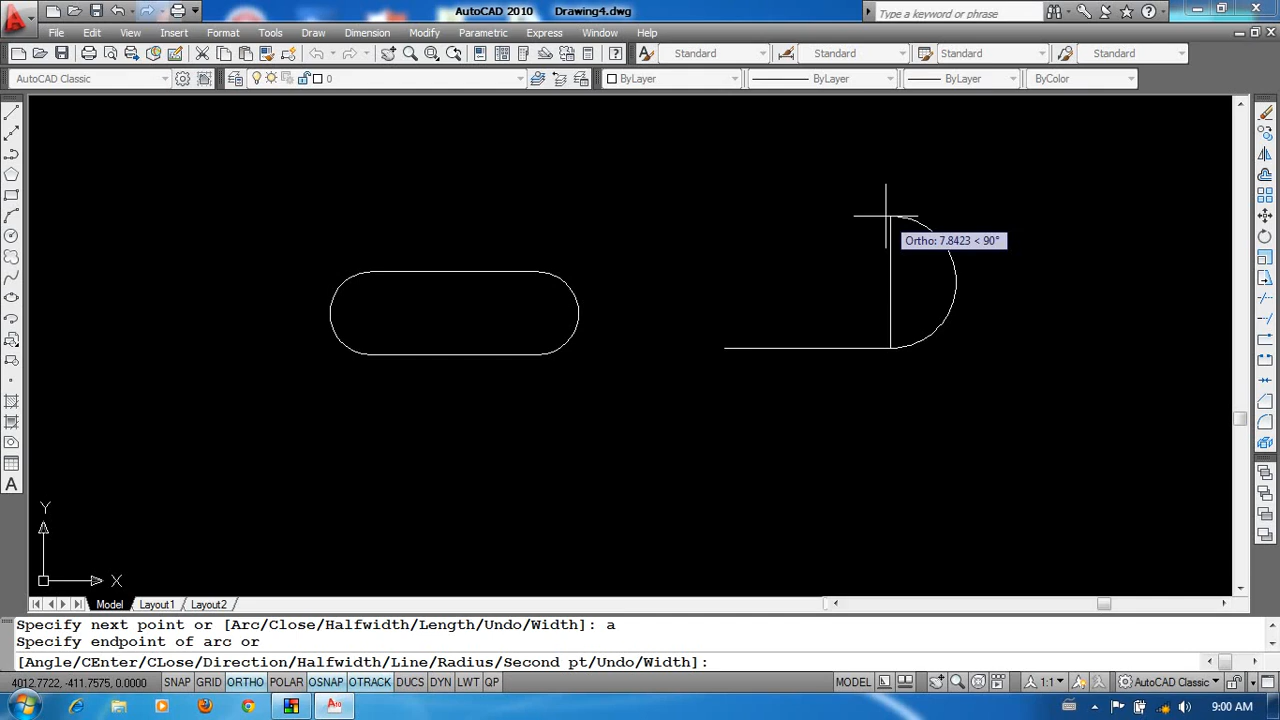 AutoCAD 2010 Drawing4.dwg
Type a keyword or phrase
File Edit View Insert Format Tools Draw Dimension Modify Parametric Express Window Help
Standard Standard Standard Standard
AutoCAD Classic 0 ByLayer ByLayer ByLayer ByColor
Ortho: 7.8423 < 90°
A
Y
X
Model Layout1 Layout2
Specify next point or [Arc/Close/Halfwidth/Length/Undo/Width]: a
Specify endpoint of arc or
[Angle/CEnter/CLose/Direction/Halfwidth/Line/Radius/Second pt/Undo/Width]:
4012.7722, -411.7575, 0.0000 SNAP GRID ORTHO POLAR OSNAP OTRACK DUCS DYN LWT QP MODEL 1:1 AutoCAD Classic
9:00 AM